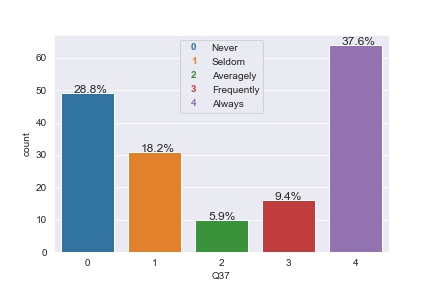 37.6%
0 Never
1 Seldom
2 Averagely
3 Frequently
4 Always
28.8%
18.2%
5.9%
9.4%
60
50
40
30
20
10
0
count
0 1 2 3 4
Q37